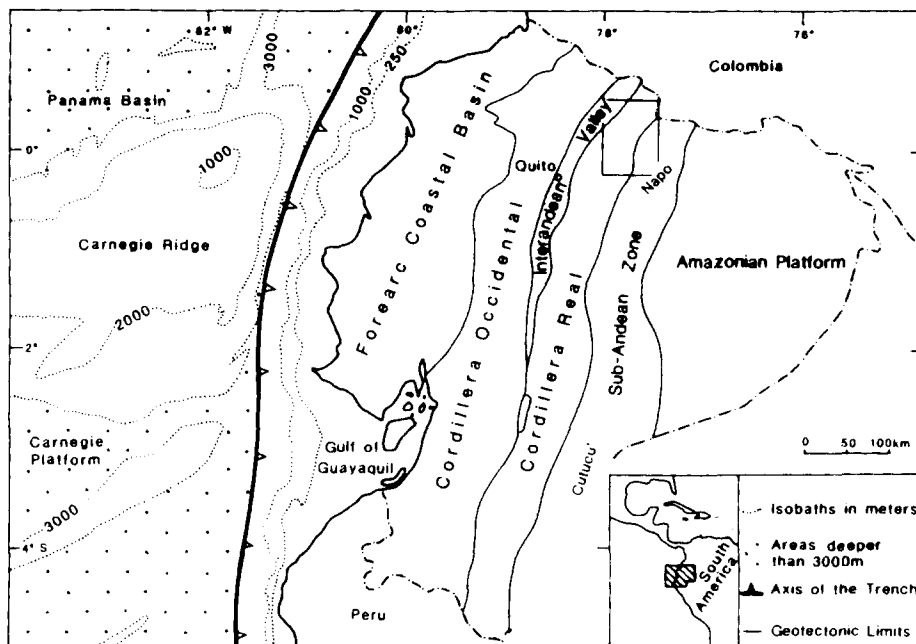 82° W
80°
78°
76°
3000
1000
250
Panama Basin
Colombia
0°
1000
Forearc Coastal Basin
Quito
Interandean Valley
Napo
Carnegie Ridge
Cordillera Occidental
Cordillera Real
Sub-Andean Zone
Amazonian Platform
2000
2°
Carnegie
Platform
Gulf of
Guayaquil
Cutucu'
0 50 100km
3000
4° S
Peru
South
America
Isobaths in meters
Areas deeper
than 3000m
Axis of the Trench
Geotectonic Limits